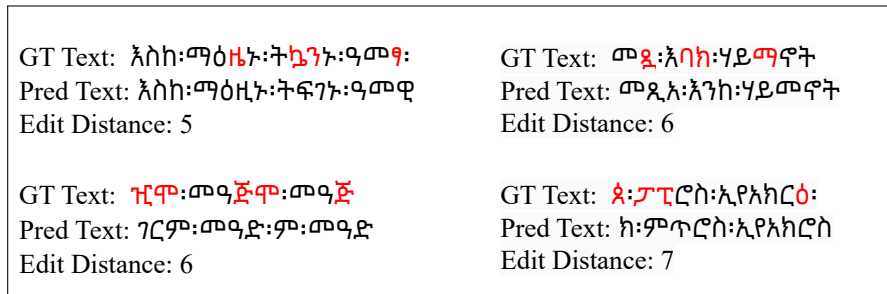 GT Text: እስከ፡ማዕዜኑ፡ትኴንኑ፡ዓመፃ፡
Pred Text: እስከ፡ማዕዚኑ፡ትፍገኑ፡ዓመዊ
Edit Distance: 5
GT Text: መጿ፡እባክ፡ሃይማኖት
Pred Text: መጺአ፡እንከ፡ሃይመኖት
Edit Distance: 6
GT Text: ዢሞ፡መዓጅሞ፡መዓጅ
Pred Text: ገርም፡መዓድ፡ም፡መዓድ
Edit Distance: 6
GT Text: ጰ፡ፓፒሮስ፡ኢየአክርዕ፡
Pred Text: ክ፡ምጥሮስ፡ኢየአክሮስ
Edit Distance: 7